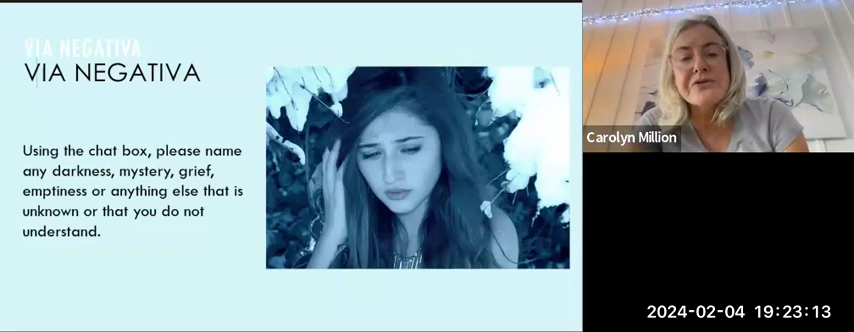 VIA NEGATIVA
VIA NEGATIVA
Using the chat box, please name
any darkness, mystery, grief,
emptiness or anything else that is
unknown or that you do not
understand.
Carolyn Million
2024-02-04 19:23:13